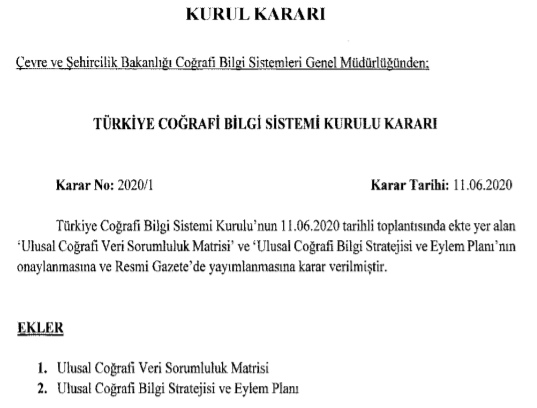 KURUL KARARI
Çevre ve Şehircilik Bakanlığı Coğrafi Bilgi Sistemleri Genel Müdürlüğünden:
TÜRKİYE COĞRAFİ BİLGİ SİSTEMİ KURULU KARARI
Karar No: 2020/1 Karar Tarihi: 11.06.2020
Türkiye Coğrafi Bilgi Sistemi Kurulu’nun 11.06.2020 tarihli toplantısında ekte yer alan
‘Ulusal Coğrafi Veri Sorumluluk Matrisi’ ve ‘Ulusal Coğrafi Bilgi Stratejisi ve Eylem Planı’nın
onaylanmasına ve Resmi Gazete’de yayımlanmasına karar verilmiştir.
EKLER
1. Ulusal Coğrafi Veri Sorumluluk Matrisi
2. Ulusal Coğrafi Bilgi Stratejisi ve Eylem Planı